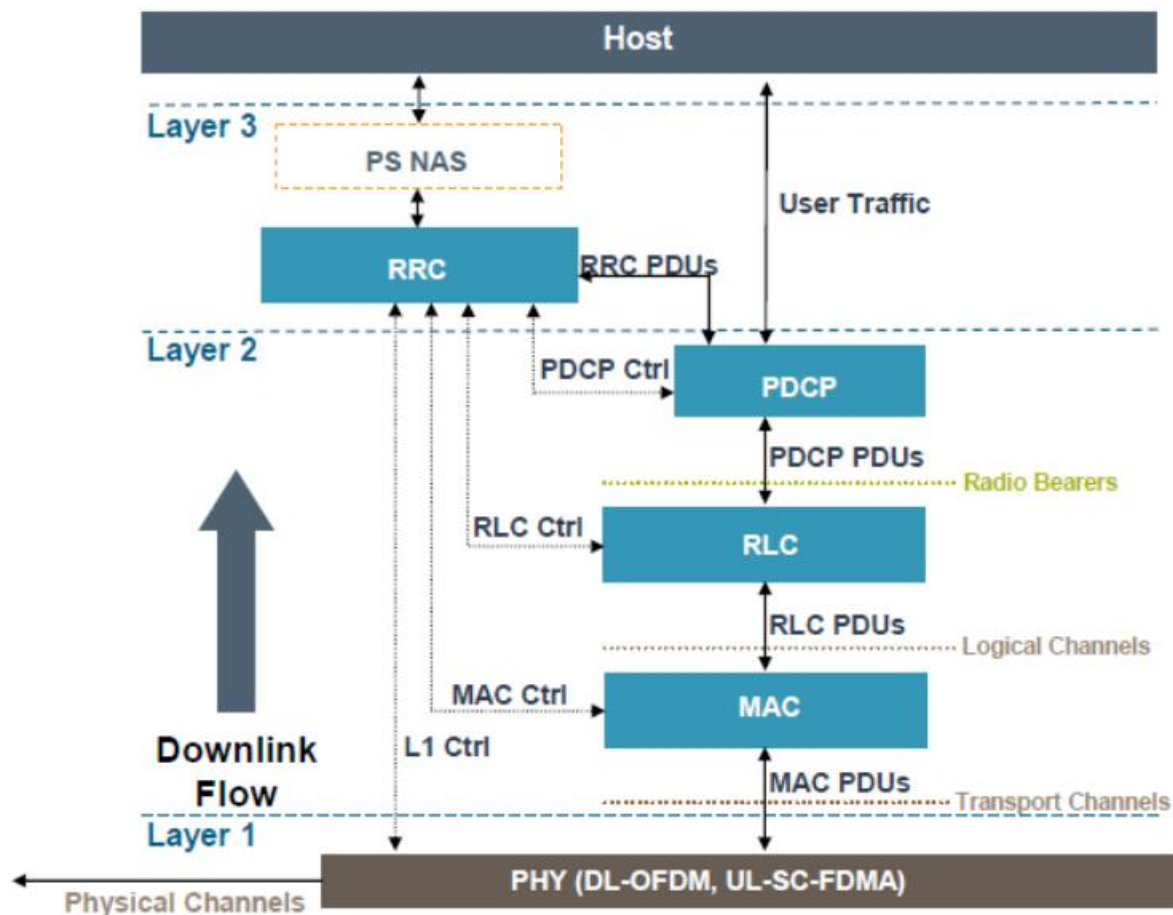 Host
Layer 3
PS NAS
User Traffic
RRC
RRC PDUs
Layer 2
PDCP Ctrl
PDCP
PDCP PDUs
Radio Bearers
RLC Ctrl
RLC
RLC PDUs
Logical Channels
MAC Ctrl
MAC
Downlink
Flow
L1 Ctrl
MAC PDUs
Transport Channels
Layer 1
PHY (DL-OFDM, UL-SC-FDMA)
Physical Channels